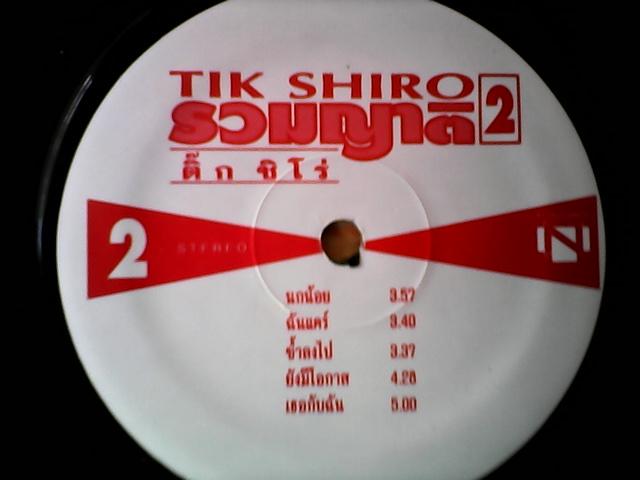 TIK SHIRO
รวมญาติ 2
ติ๊ก ชิโร่
2 STEREO
นกน้อย 3.57
ฉันแคร์ 3.40
ซ้ำลงไป 3.37
ยังมีโอกาส 4.28
เธอกับฉัน 5.00